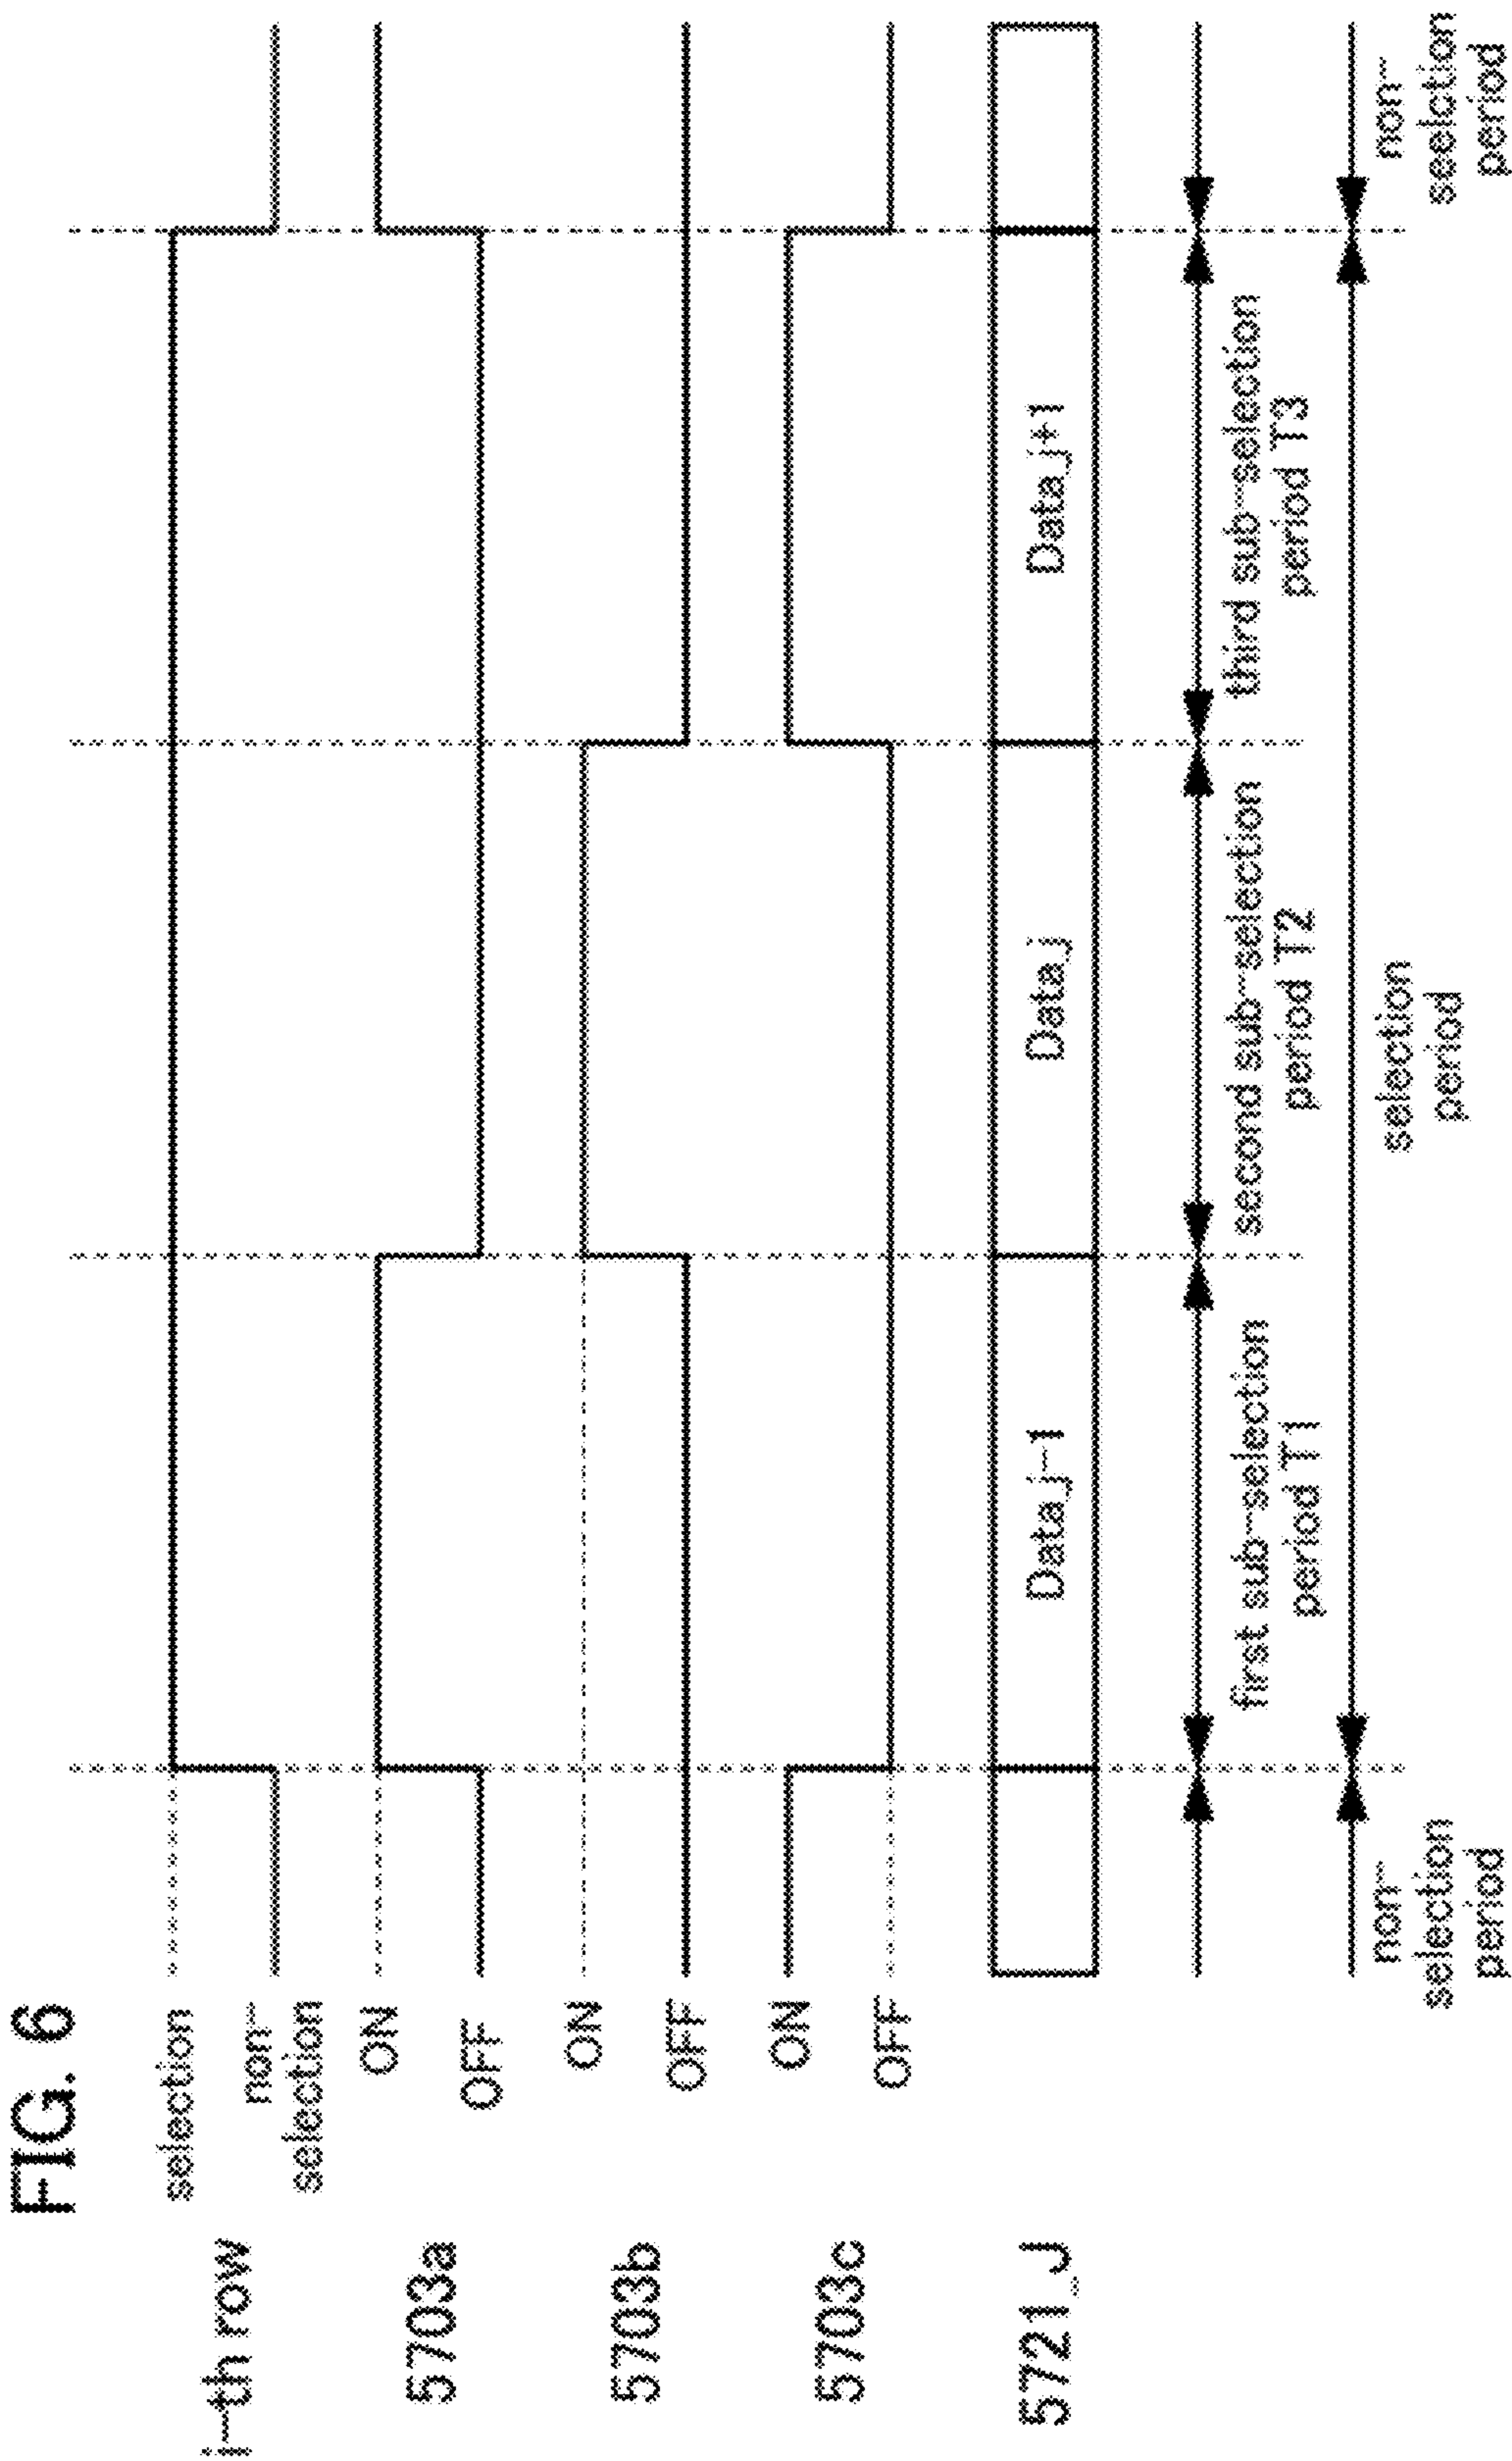 FIG. 6
i-th row
selection
non-
selection
5703a
ON
OFF
5703b
ON
OFF
5703c
ON
OFF
5721_J
Data_j-1
Data_j
Data_j+1
first sub-selection
period T1
second sub-selection
period T2
third sub-selection
period T3
non-
selection
period
selection
period
non-
seelction
period